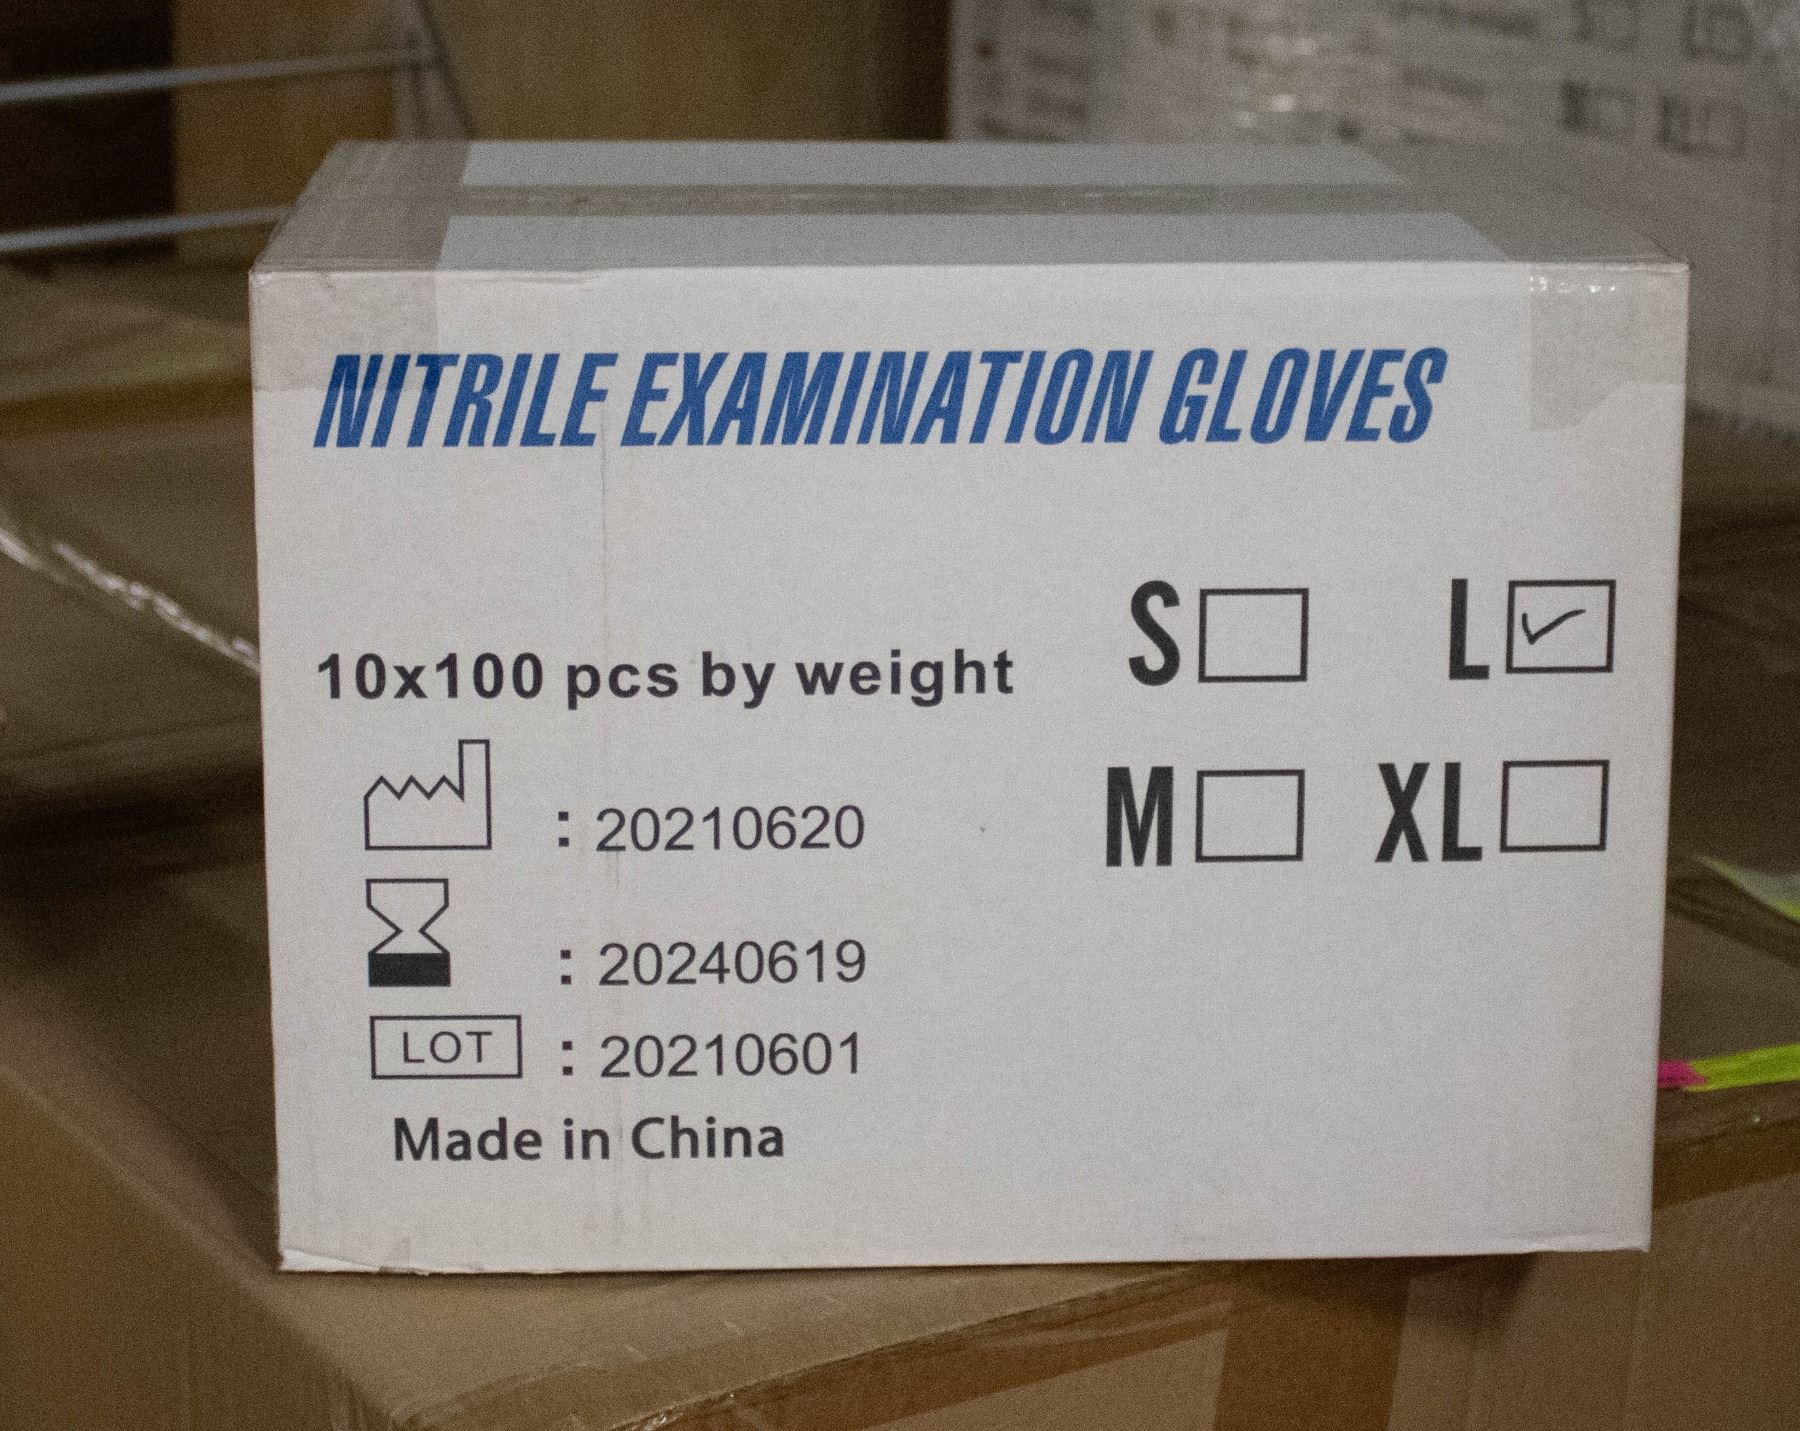 NITRILE EXAMINATION GLOVES
S L
10x100 pcs by weight
M XL
: 20210620
: 20240619
LOT : 20210601
Made in China